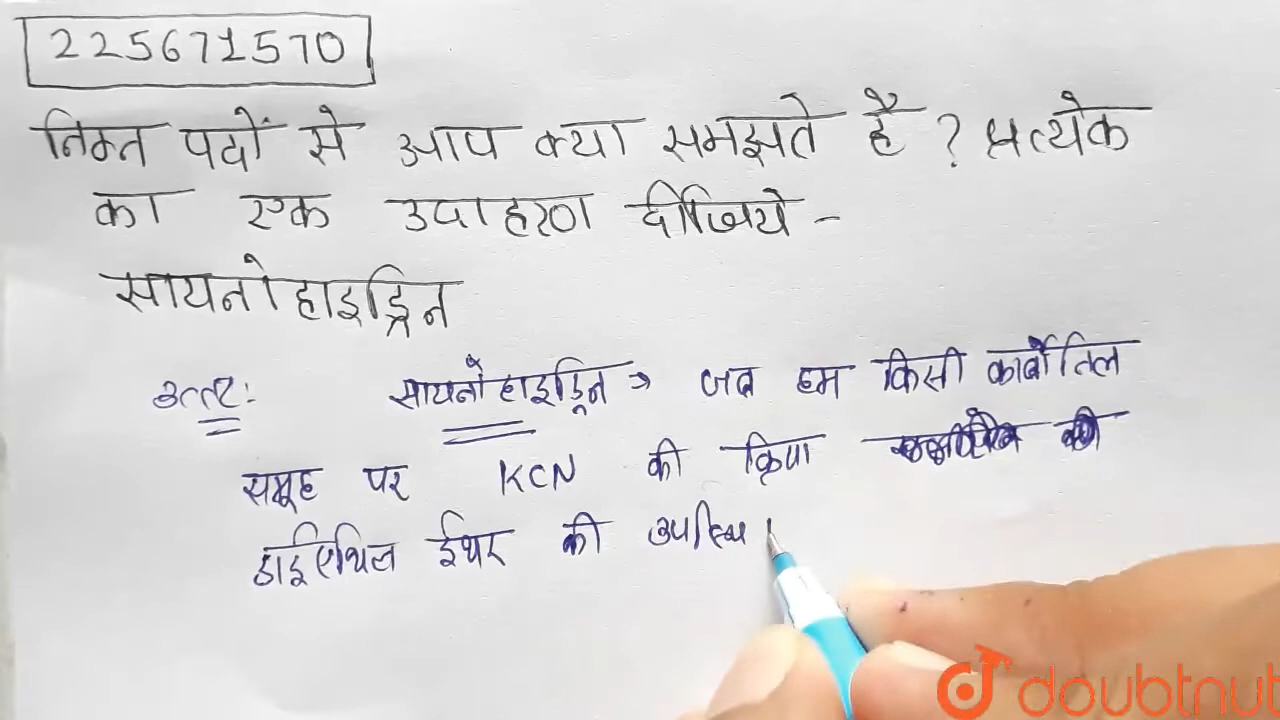 225671570
निम्न पदों से आप क्या समझते है ? प्रत्येक
का एक उदाहरण दीजिये -
सायनोहाइड्रिन
उत्तर: सायनोहाइड्रिन → जब हम किसी कार्बोनिल
समूह पर KCN की क्रिया
डाईएथिल ईथर की उपस्थि
doubtnut